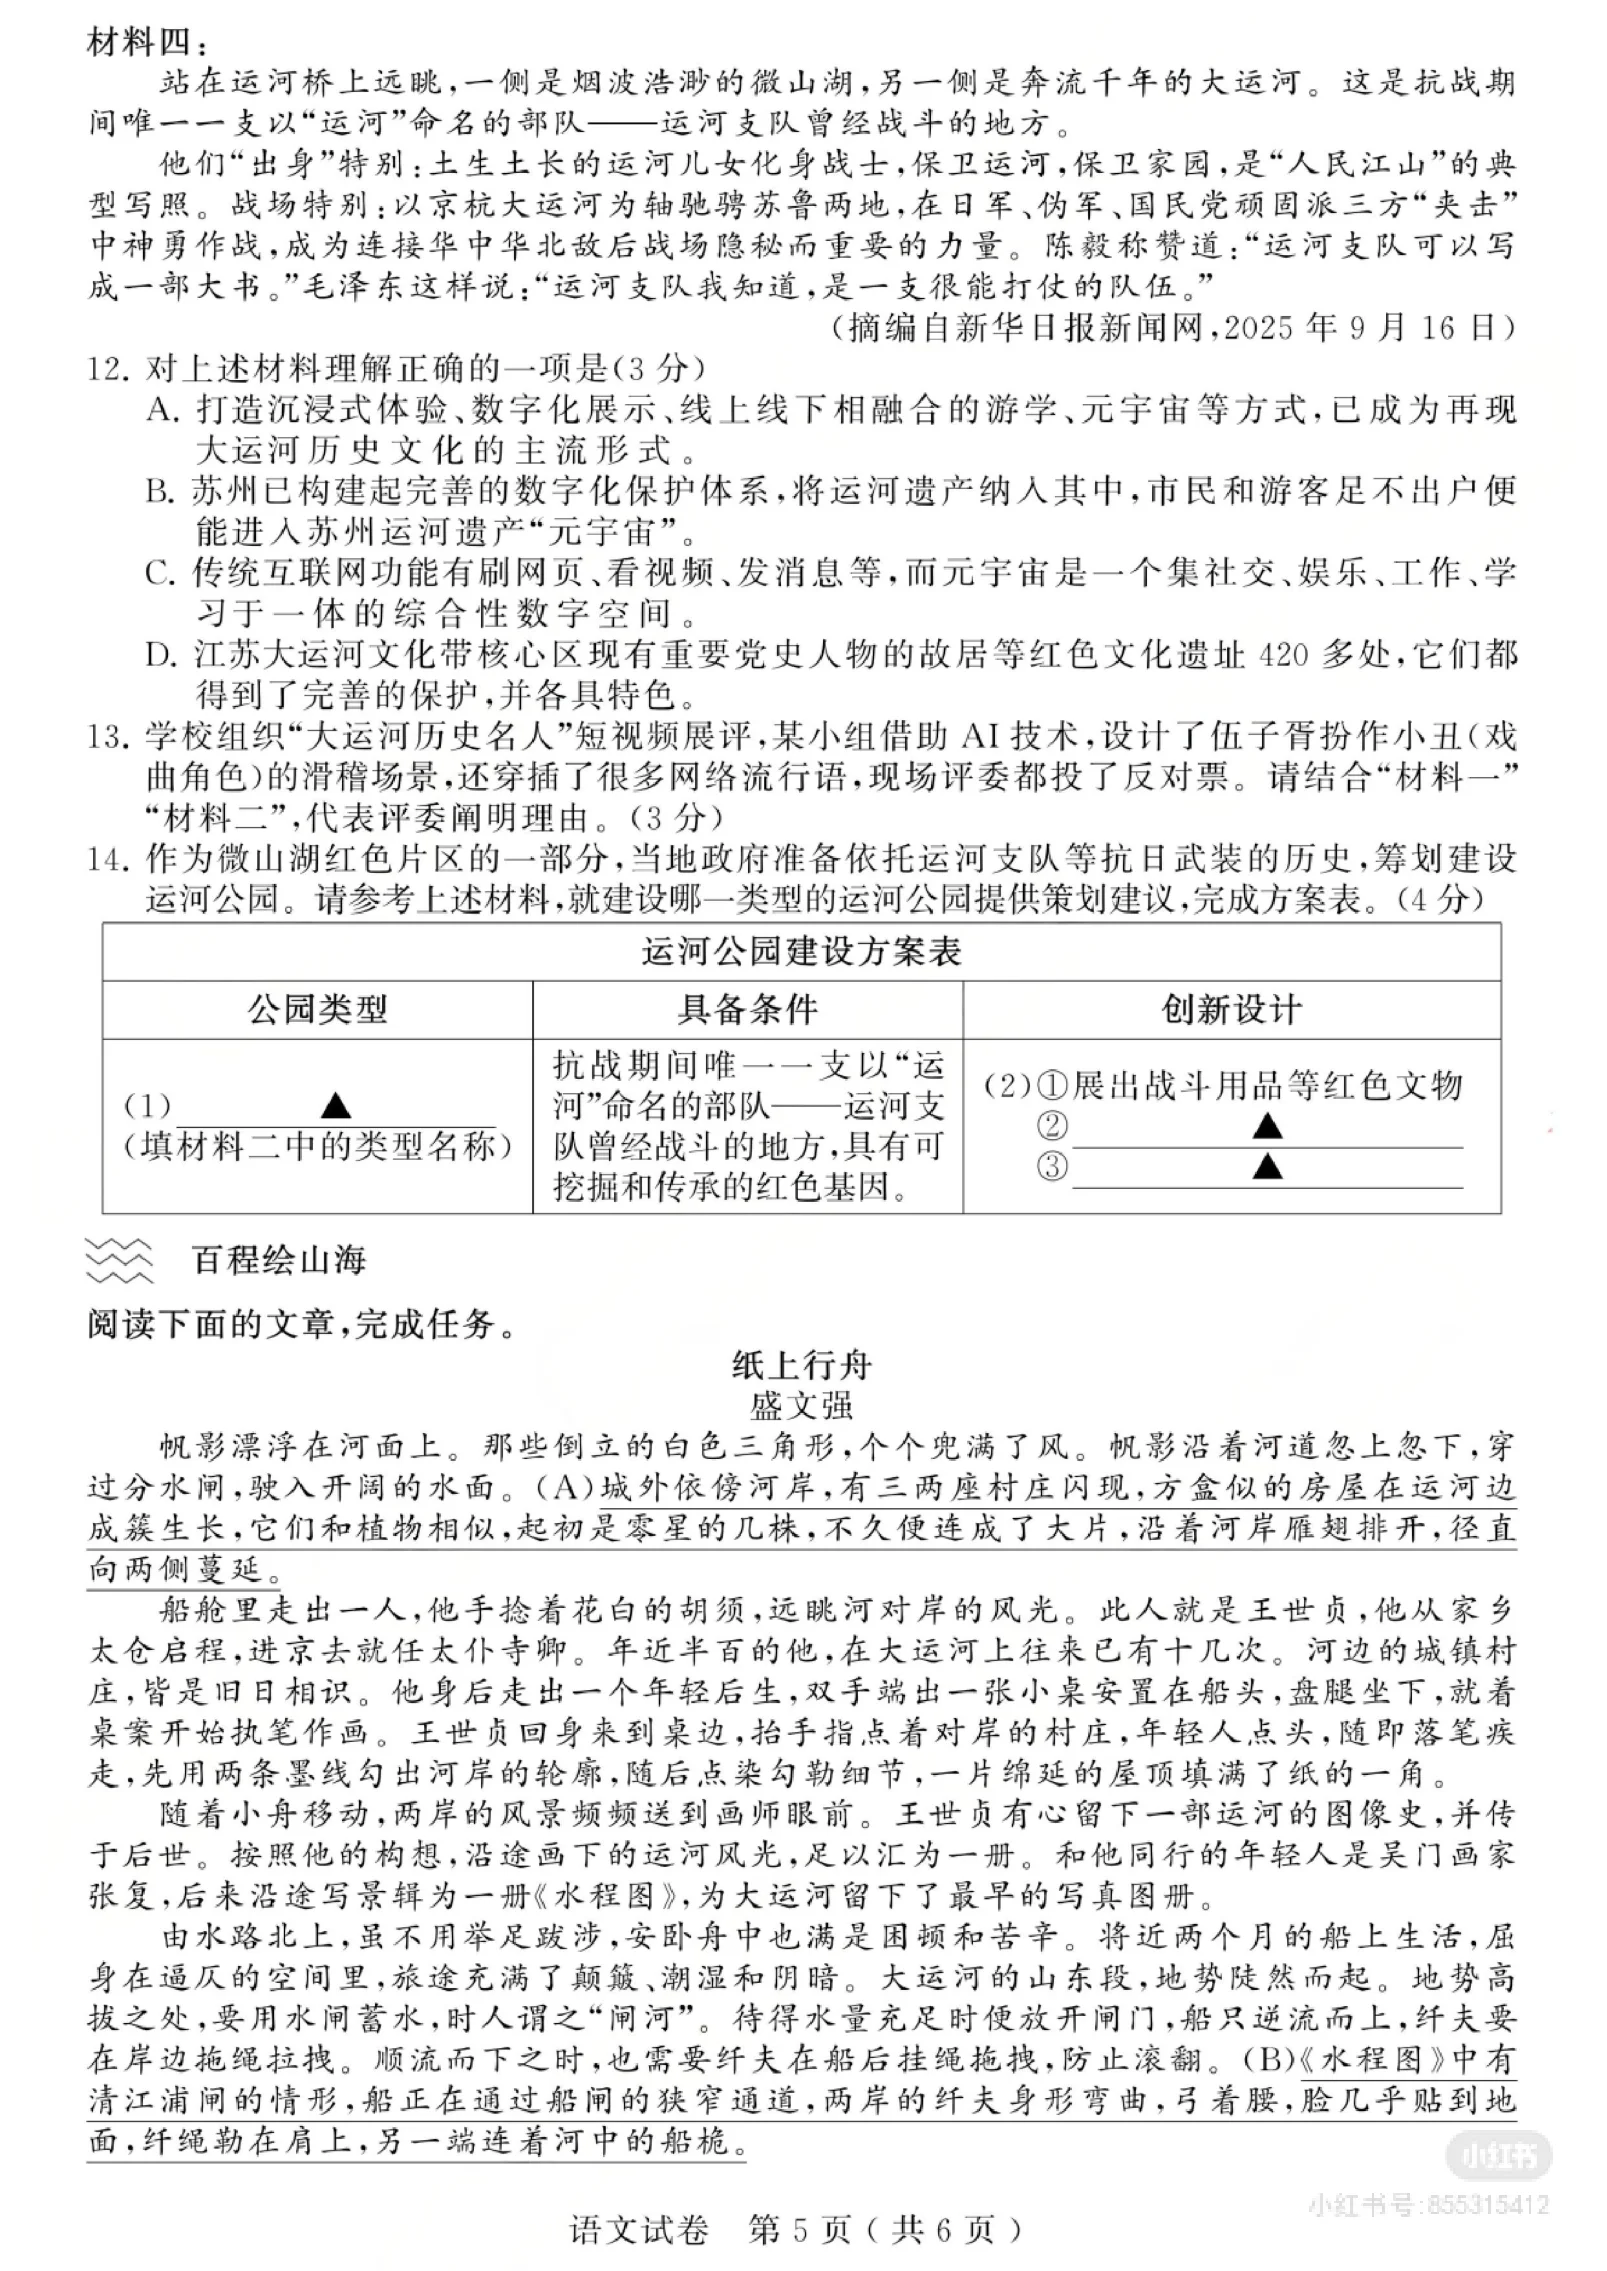 材料四：
站在运河桥上远眺，一侧是烟波浩渺的微山湖，另一侧是奔流千年的大运河。这是抗战期
间唯一一支以“运河”命名的部队——运河支队曾经战斗的地方。
他们“出身”特别：土生土长的运河儿女化身战士，保卫运河，保卫家园，是“人民江山”的典
型写照。战场特别：以京杭大运河为轴驰骋苏鲁两地，在日军、伪军、国民党顽固派三方“夹击”
中神勇作战，成为连接华中华北敌后战场隐秘而重要的力量。陈毅称赞道：“运河支队可以写
成一部大书。”毛泽东这样说：“运河支队我知道，是一支很能打仗的队伍。”
（摘编自新华日报新闻网，2025年9月16日）
12. 对上述材料理解正确的一项是（3分）
A. 打造沉浸式体验、数字化展示、线上线下相融合的游学、元宇宙等方式，已成为再现
大运河历史文化的主流形式。
B. 苏州已构建起完善的数字化保护体系，将运河遗产纳入其中，市民和游客足不出户便
能进入苏州运河遗产“元宇宙”。
C. 传统互联网功能有刷网页、看视频、发消息等，而元宇宙是一个集社交、娱乐、工作、学
习于一体的综合性数字空间。
D. 江苏大运河文化带核心区现有重要党史人物的故居等红色文化遗址420多处，它们都
得到了完善的保护，并各具特色。
13. 学校组织“大运河历史名人”短视频展评，某小组借助AI技术，设计了伍子胥扮作小丑（戏
曲角色）的滑稽场景，还穿插了很多网络流行语，现场评委都投了反对票。请结合“材料一”
“材料二”，代表评委阐明理由。（3分）
14. 作为微山湖红色片区的一部分，当地政府准备依托运河支队等抗日武装的历史，筹划建设
运河公园。请参考上述材料，就建设哪一类型的运河公园提供策划建议，完成方案表。（4分）
运河公园建设方案表
公园类型 具备条件 创新设计
（1）▲
（填材料二中的类型名称）
抗战期间唯一一支以“运
河”命名的部队——运河支
队曾经战斗的地方，具有可
挖掘和传承的红色基因。
（2）①展出战斗用品等红色文物
②▲
③▲
百程绘山海
阅读下面的文章，完成任务。
纸上行舟
盛文强
帆影漂浮在河面上。那些倒立的白色三角形，个个兜满了风。帆影沿着河道忽上忽下，穿
过分水闸，驶入开阔的水面。（A）城外依傍河岸，有三两座村庄闪现，方盒似的房屋在运河边
成簇生长，它们和植物相似，起初是零星的几株，不久便连成了大片，沿着河岸雁翅排开，径直
向两侧蔓延。
船舱里走出一人，他手捻着花白的胡须，远眺河对岸的风光。此人就是王世贞，他从家乡
太仓启程，进京去就任太仆寺卿。年近半百的他，在大运河上往来已有十几次。河边的城镇村
庄，皆是旧日相识。他身后走出一个年轻后生，双手端出一张小桌安置在船头，盘腿坐下，就着
桌案开始执笔作画。王世贞回身来到桌边，抬手指点着对岸的村庄，年轻人点头，随即落笔疾
走，先用两条墨线勾出河岸的轮廓，随后点染勾勒细节，一片绵延的屋顶填满了纸的一角。
随着小舟移动，两岸的风景频频送到画师眼前。王世贞有心留下一部运河的图像史，并传
于后世。按照他的构想，沿途画下的运河风光，足以汇为一册。和他同行的年轻人是吴门画家
张复，后来沿途写景辑为一册《水程图》，为大运河留下了最早的写真图册。
由水路北上，虽不用举足跋涉，安卧舟中也满是困顿和苦辛。将近两个月的船上生活，屈
身在逼仄的空间里，旅途充满了颠簸、潮湿和阴暗。大运河的山东段，地势陡然而起。地势高
拔之处，要用水闸蓄水，时人谓之“闸河”。待得水量充足时便放开闸门，船只逆流而上，纤夫要
在岸边拖绳拉拽。顺流而下之时，也需要纤夫在船后挂绳拖拽，防止滚翻。（B）《水程图》中有
清江浦闸的情形，船正在通过船闸的狭窄通道，两岸的纤夫身形弯曲，弓着腰，脸几乎贴到地
面，纤绳勒在肩上，另一端连着河中的船桅。
小红书
小红书号：855315412
语文试卷 第5页（共6页）